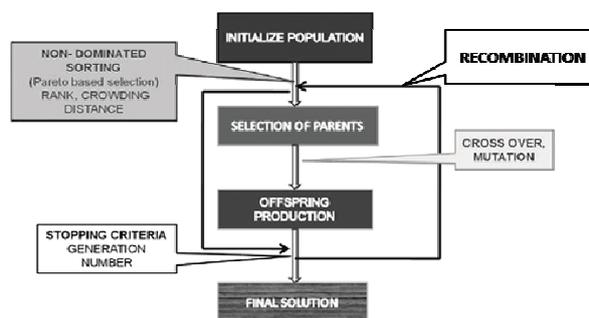 INITIALIZE POPULATION
NON- DOMINATED
SORTING
(Pareto based selection)
RANK, CROWDING
DISTANCE
RECOMBINATION
SELECTION OF PARENTS
CROSS OVER,
MUTATION
OFFSPRING
PRODUCTION
STOPPING CRITERIA
GENERATION
NUMBER
FINAL SOLUTION